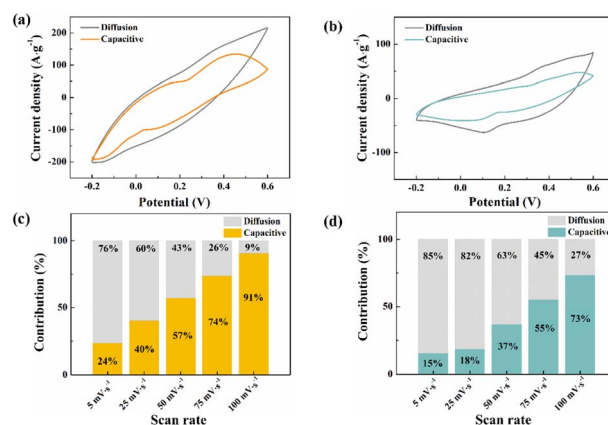 (a)
Diffusion
Capacitive
200
100
0
-100
-200
Current density (A·g⁻¹)
-0.2
0.0
0.2
0.4
0.6
Potential (V)
(b)
Diffusion
Capacitive
100
0
-100
Current density (A·g⁻¹)
-0.2
0.0
0.2
0.4
0.6
Potential (V)
(c)
Diffusion
Capacitive
100
50
0
Contribution (%)
76%
60%
43%
26%
9%
24%
40%
57%
74%
91%
5 mV·s⁻¹
25 mV·s⁻¹
50 mV·s⁻¹
75 mV·s⁻¹
100 mV·s⁻¹
Scan rate
(d)
Diffusion
Capacitive
100
50
0
Contribution (%)
85%
82%
63%
45%
27%
15%
18%
37%
55%
73%
5 mV·s⁻¹
25 mV·s⁻¹
50 mV·s⁻¹
75 mV·s⁻¹
100 mV·s⁻¹
Scan rate